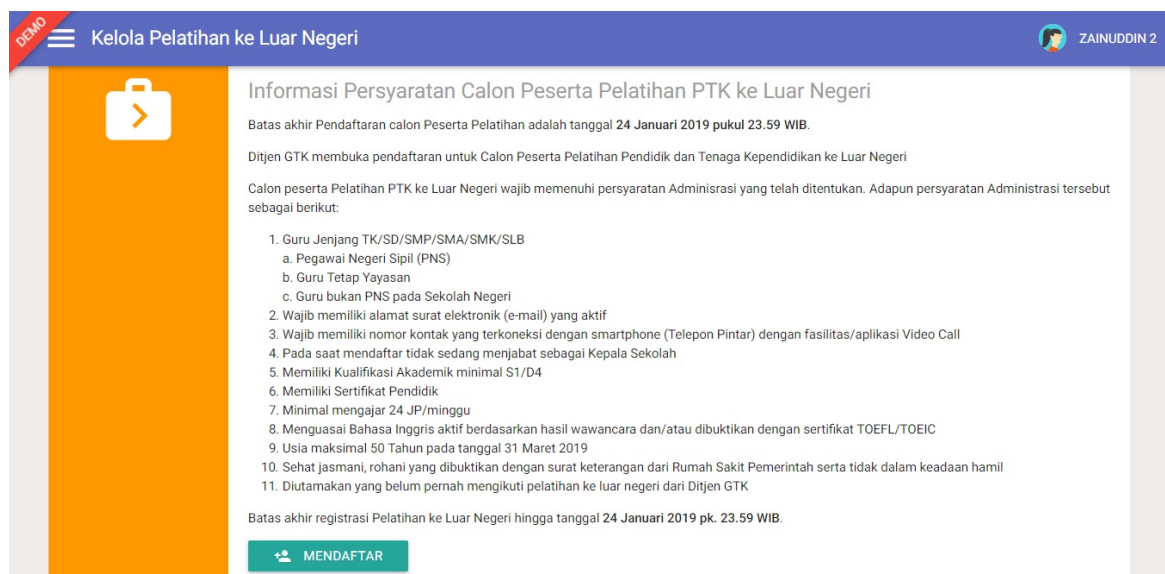 DEMO
Kelola Pelatihan ke Luar Negeri
ZAINUDDIN 2
Informasi Persyaratan Calon Peserta Pelatihan PTK ke Luar Negeri
Batas akhir Pendaftaran calon Peserta Pelatihan adalah tanggal 24 Januari 2019 pukul 23.59 WIB.
Ditjen GTK membuka pendaftaran untuk Calon Peserta Pelatihan Pendidik dan Tenaga Kependidikan ke Luar Negeri
Calon peserta Pelatihan PTK ke Luar Negeri wajib memenuhi persyaratan Adminisrasi yang telah ditentukan. Adapun persyaratan Administrasi tersebut
sebagai berikut:
1. Guru Jenjang TK/SD/SMP/SMA/SMK/SLB
a. Pegawai Negeri Sipil (PNS)
b. Guru Tetap Yayasan
c. Guru bukan PNS pada Sekolah Negeri
2. Wajib memiliki alamat surat elektronik (e-mail) yang aktif
3. Wajib memiliki nomor kontak yang terkoneksi dengan smartphone (Telepon Pintar) dengan fasilitas/aplikasi Video Call
4. Pada saat mendaftar tidak sedang menjabat sebagai Kepala Sekolah
5. Memiliki Kualifikasi Akademik minimal S1/D4
6. Memiliki Sertifikat Pendidik
7. Minimal mengajar 24 JP/minggu
8. Menguasai Bahasa Inggris aktif berdasarkan hasil wawancara dan/atau dibuktikan dengan sertifikat TOEFL/TOEIC
9. Usia maksimal 50 Tahun pada tanggal 31 Maret 2019
10. Sehat jasmani, rohani yang dibuktikan dengan surat keterangan dari Rumah Sakit Pemerintah serta tidak dalam keadaan hamil
11. Diutamakan yang belum pernah mengikuti pelatihan ke luar negeri dari Ditjen GTK
Batas akhir registrasi Pelatihan ke Luar Negeri hingga tanggal 24 Januari 2019 pk. 23.59 WIB.
MENDAFTAR